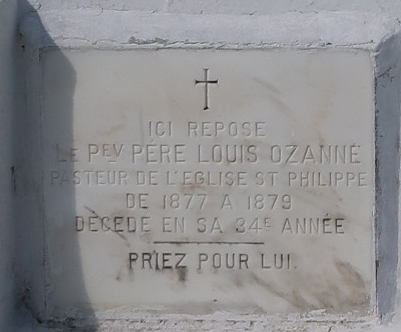 ICI REPOSE
LE PEV PÈRE LOUIS OZANNE
PASTEUR DE L'EGLISE ST PHILIPPE
DE 1877 A 1879
DÉCÉDÉ EN SA 34E ANNÉE
PRIEZ POUR LUI.